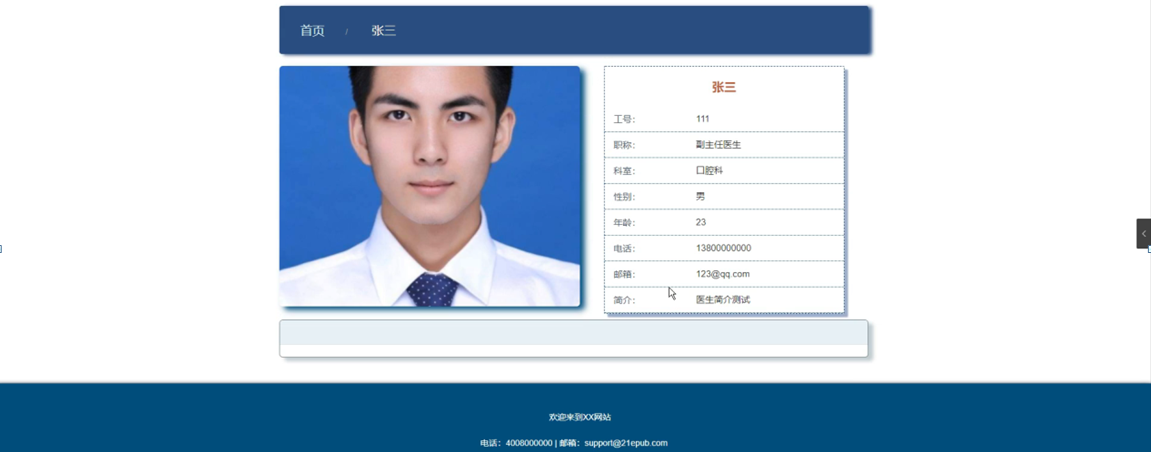 首页 / 张三
张三
工号： 111
职称： 副主任医生
科室： 口腔科
性别： 男
年龄： 23
电话： 13800000000
邮箱： 123@qq.com
简介： 医生简介测试
欢迎来到XX网站
电话：4008000000 | 邮箱：support@21epub.com